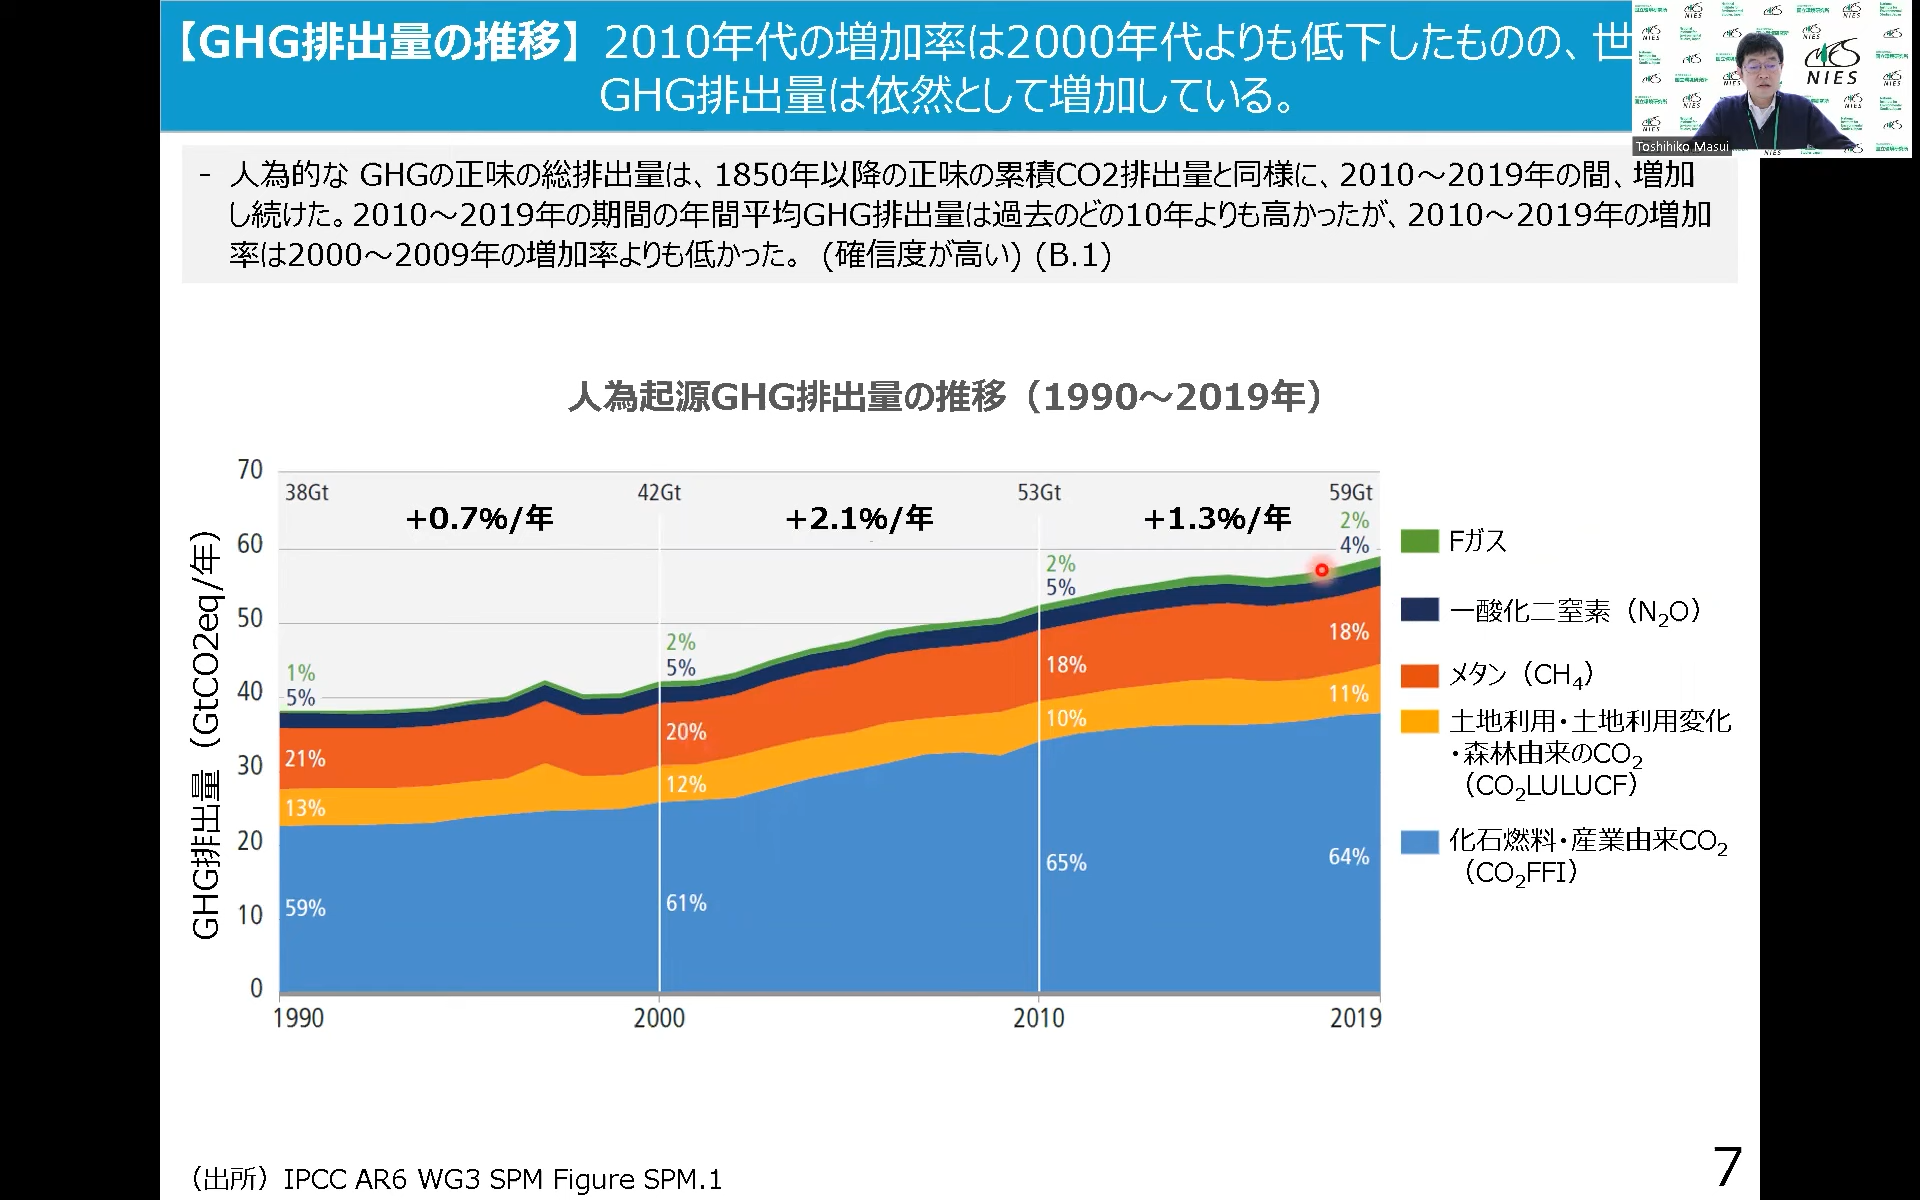 【GHG排出量の推移】2010年代の増加率は2000年代よりも低下したものの、世
GHG排出量は依然として増加している。
NIES
Toshihiko Masui
- 人為的な GHGの正味の総排出量は、1850年以降の正味の累積CO2排出量と同様に、2010～2019年の間、増加
し続けた。2010～2019年の期間の年間平均GHG排出量は過去のどの10年よりも高かったが、2010～2019年の増加
率は2000～2009年の増加率よりも低かった。 (確信度が高い) (B.1)
人為起源GHG排出量の推移（1990～2019年）
GHG排出量（GtCO2eq/年）
70
60
50
40
30
20
10
0
38Gt
42Gt
53Gt
59Gt
+0.7%/年
+2.1%/年
+1.3%/年
1%
5%
21%
13%
59%
2%
5%
20%
12%
61%
2%
5%
18%
10%
65%
2%
4%
18%
11%
64%
1990
2000
2010
2019
Fガス
一酸化二窒素（N₂O）
メタン（CH₄）
土地利用・土地利用変化
・森林由来のCO₂
（CO₂LULUCF）
化石燃料・産業由来CO₂
（CO₂FFI）
（出所）IPCC AR6 WG3 SPM Figure SPM.1
7